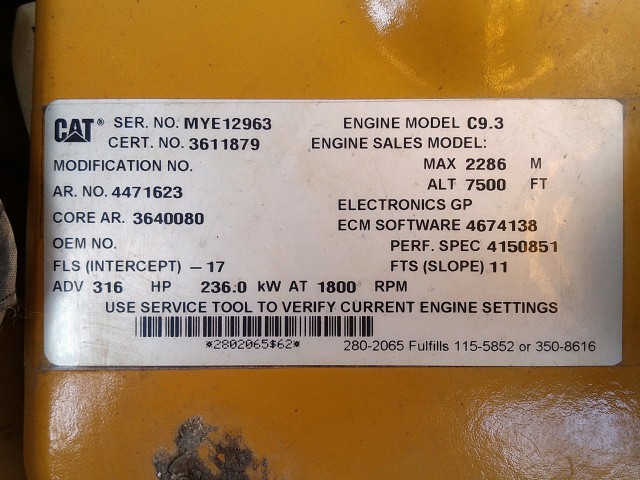 CAT® SER. NO. MYE12963 ENGINE MODEL C9.3
CERT. NO. 3611879 ENGINE SALES MODEL:
MODIFICATION NO. MAX 2286 M
AR. NO. 4471623 ALT 7500 FT
ELECTRONICS GP
CORE AR. 3640080 ECM SOFTWARE 4674138
OEM NO. PERF. SPEC 4150851
FLS (INTERCEPT) –17 FTS (SLOPE) 11
ADV 316 HP 236.0 kW AT 1800 RPM
USE SERVICE TOOL TO VERIFY CURRENT ENGINE SETTINGS
*2802065$62* 280-2065 Fulfills 115-5852 or 350-8616